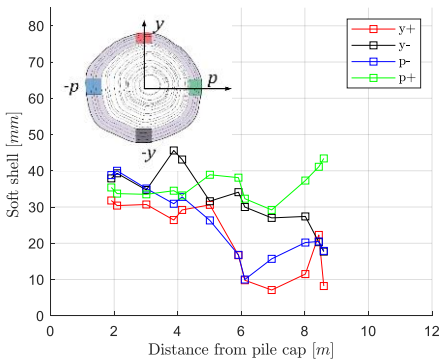 80
70
60
50
40
30
20
10
0
Soft shell [mm]
0 2 4 6 8 10 12
Distance from pile cap [m]
y
p
-p
-y
y+
y-
p-
p+